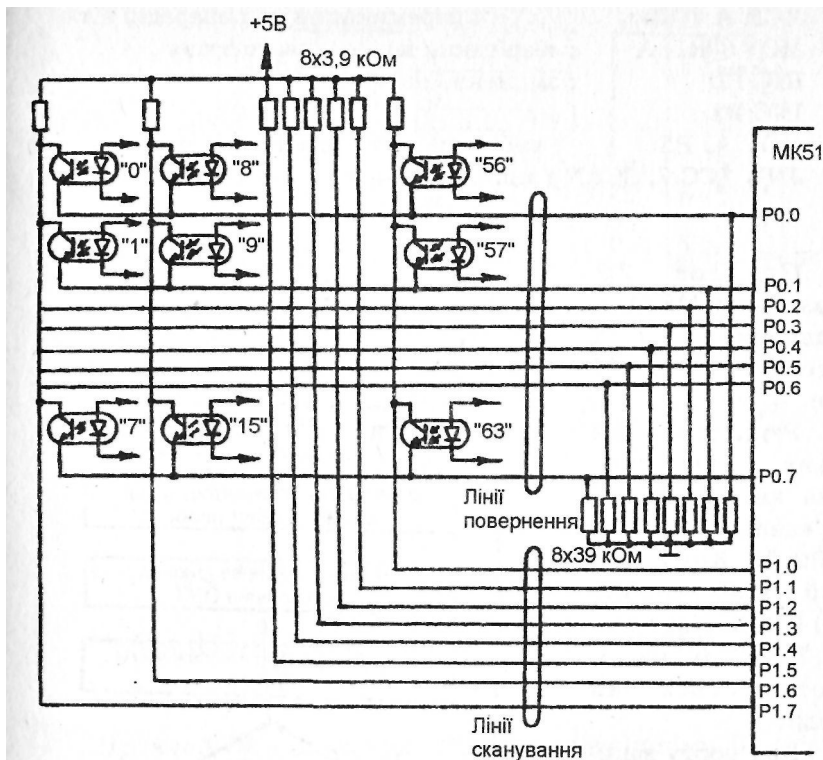 +5В
8х3,9 кОм
МК51
"0"
"8"
"56"
P0.0
"1"
"9"
"57"
P0.1
P0.2
P0.3
P0.4
P0.5
P0.6
"7"
"15"
"63"
P0.7
Лінії
повернення
8х39 кОм
P1.0
P1.1
P1.2
P1.3
P1.4
P1.5
P1.6
P1.7
Лінії
сканування